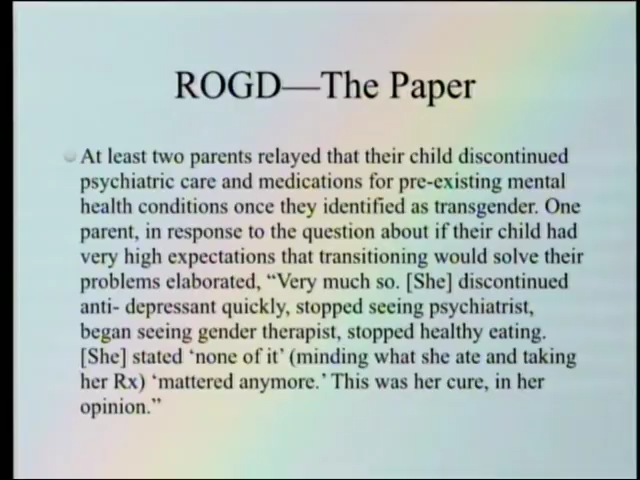 ROGD—The Paper
At least two parents relayed that their child discontinued
psychiatric care and medications for pre-existing mental
health conditions once they identified as transgender. One
parent, in response to the question about if their child had
very high expectations that transitioning would solve their
problems elaborated, “Very much so. [She] discontinued
anti- depressant quickly, stopped seeing psychiatrist,
began seeing gender therapist, stopped healthy eating.
[She] stated ‘none of it’ (minding what she ate and taking
her Rx) ‘mattered anymore.’ This was her cure, in her
opinion.”